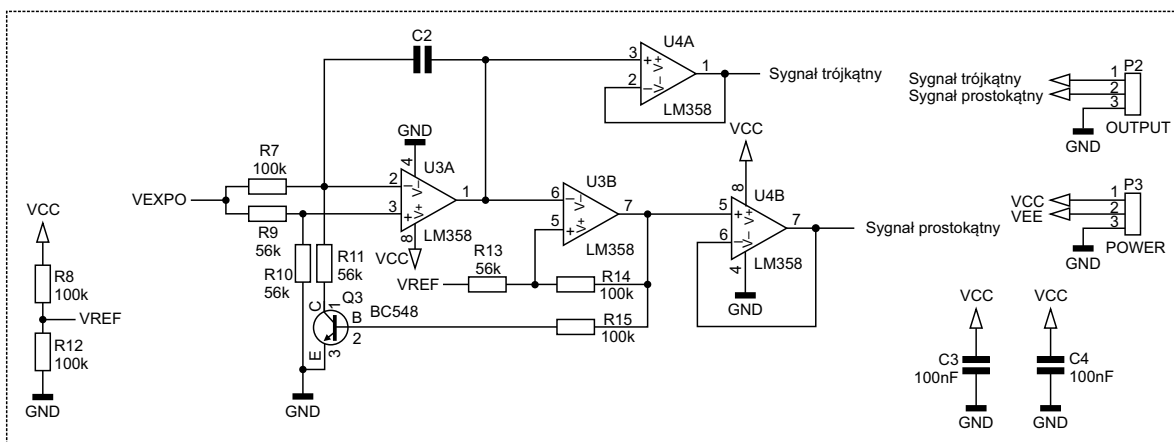 C2
3
2
1
+
−
V+
V−
U4A
LM358
Sygnał trójkątny
Sygnał trójkątny
Sygnał prostokątny
1
2
3
P2
OUTPUT
GND
GND
4
VCC
R7
100k
U3A
2
3
−
+
V−
V+
1
LM358
8
VCC
VEXPO
R9
56k
R10
56k
R11
56k
U3B
6
5
−
+
V−
V+
7
LM358
8
U4B
5
6
+
−
V+
V−
7
LM358
4
GND
Sygnał prostokątny
VCC
VEE
1
2
3
P3
POWER
GND
VCC
R8
100k
VREF
R12
100k
GND
VREF
R13
56k
R14
100k
R15
100k
Q3
BC548
C
1
B
2
E
3
GND
VCC
C3
100nF
GND
VCC
C4
100nF
GND